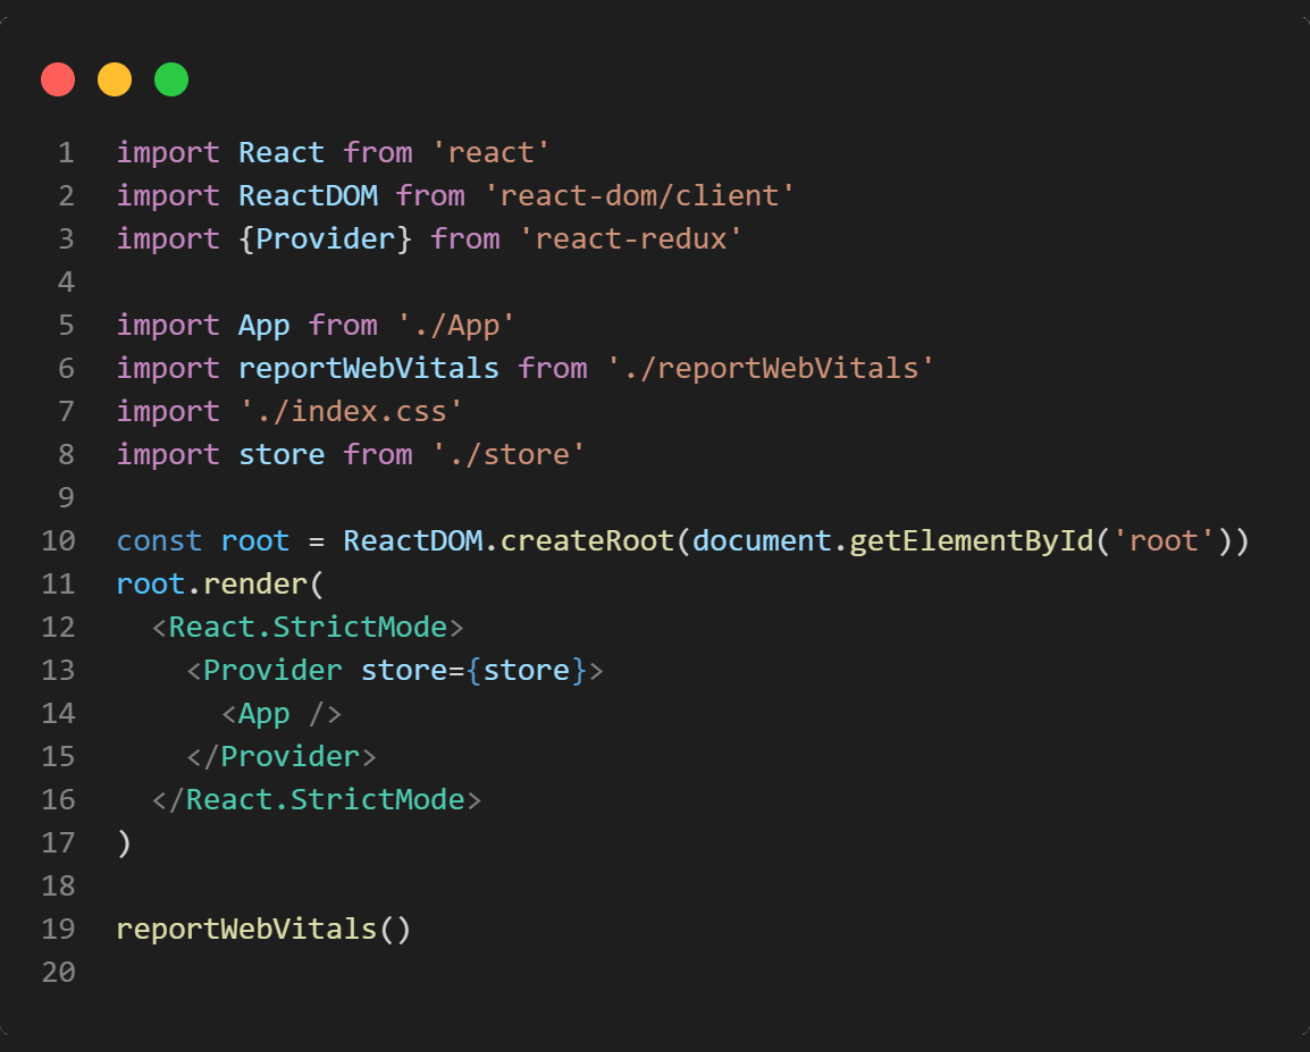 1 import React from 'react'
2 import ReactDOM from 'react-dom/client'
3 import {Provider} from 'react-redux'
4
5 import App from './App'
6 import reportWebVitals from './reportWebVitals'
7 import './index.css'
8 import store from './store'
9
10 const root = ReactDOM.createRoot(document.getElementById('root'))
11 root.render(
12   <React.StrictMode>
13     <Provider store={store}>
14       <App />
15     </Provider>
16   </React.StrictMode>
17 )
18
19 reportWebVitals()
20